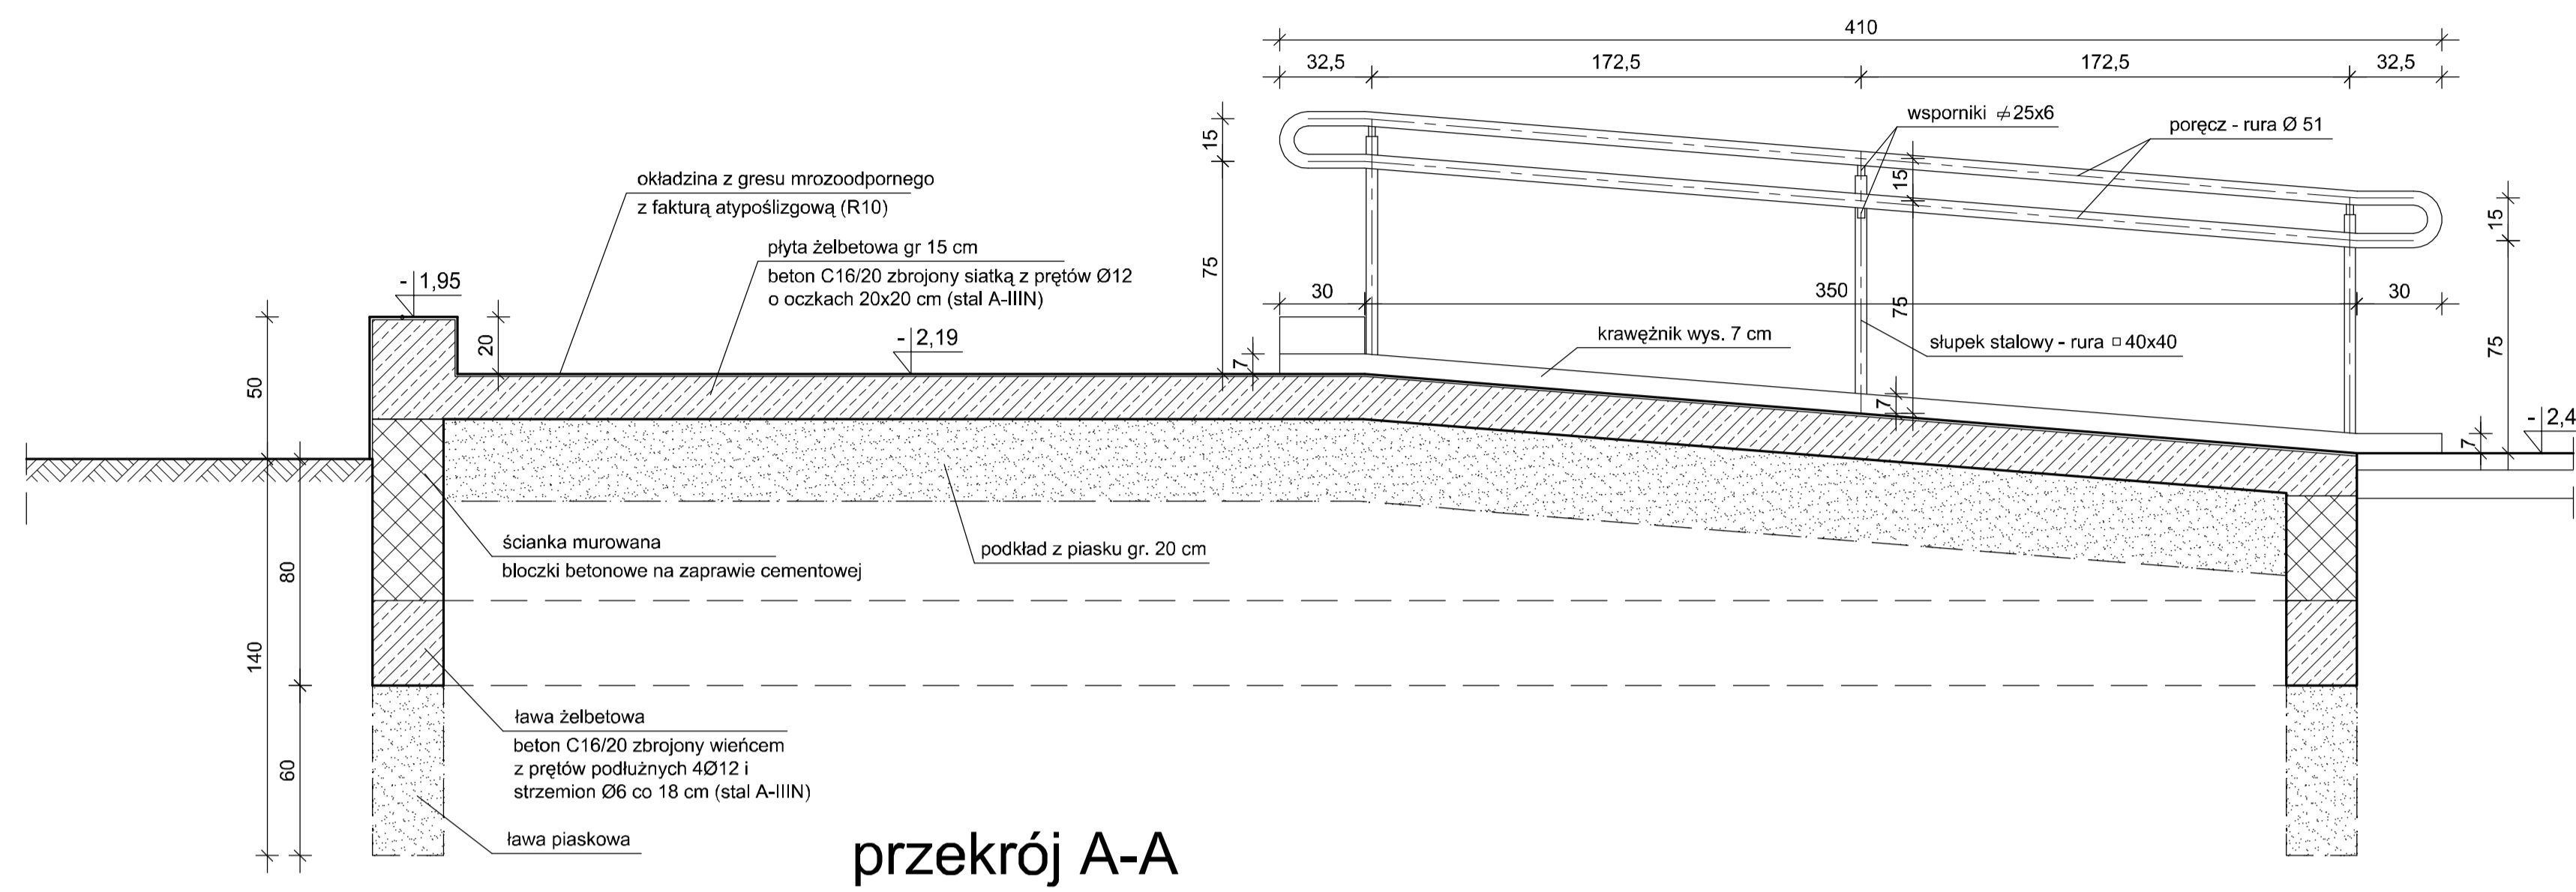 410
32,5
172,5
172,5
32,5
wsporniki ⌿25x6
poręcz - rura Ø 51
15
15
15
okładzina z gresu mrozoodpornego
z fakturą atypoślizgową (R10)
płyta żelbetowa gr 15 cm
beton C16/20 zbrojony siatką z prętów Ø12
o oczkach 20x20 cm (stal A-IIIN)
75
75
75
- 1,95
30
350
30
krawężnik wys. 7 cm
słupek stalowy - rura □ 40x40
- 2,19
20
50
7
7
7
- 2,4
ścianka murowana
bloczki betonowe na zaprawie cementowej
podkład z piasku gr. 20 cm
80
140
60
ława żelbetowa
beton C16/20 zbrojony wieńcem
z prętów podłużnych 4Ø12 i
strzemion Ø6 co 18 cm (stal A-IIIN)
ława piaskowa
przekrój A-A